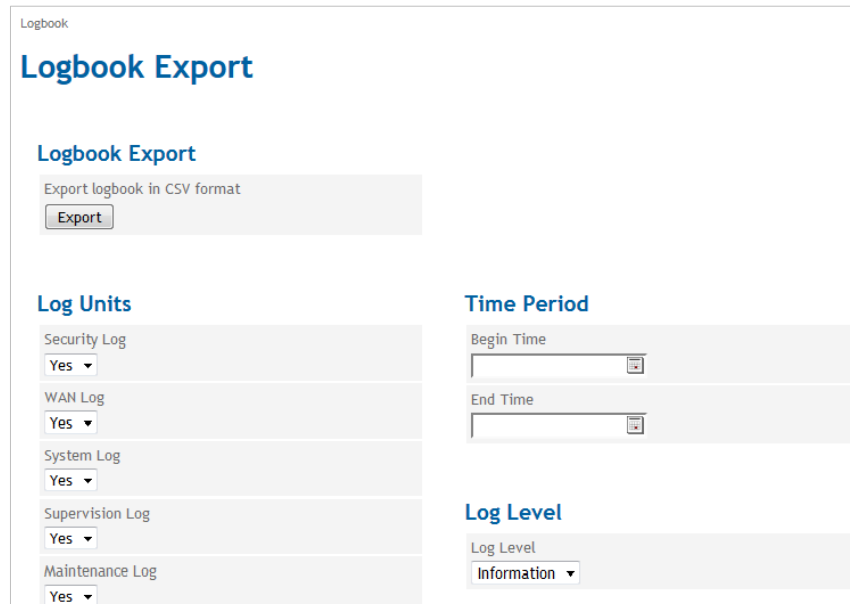 Logbook
Logbook Export
Logbook Export
Export logbook in CSV format
Export
Log Units
Security Log
Yes
WAN Log
Yes
System Log
Yes
Supervision Log
Yes
Maintenance Log
Yes
Time Period
Begin Time
End Time
Log Level
Log Level
Information